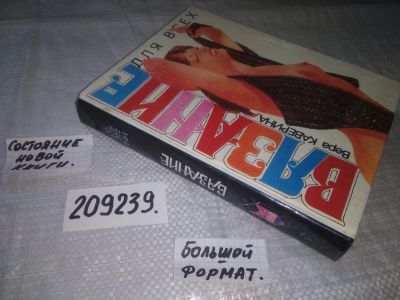 ВЯЗАНИЕ
ДЛЯ ВСЕХ
Вера КАВЕРИНА
ВЯЗАНИЕ
СОСТОЯНИЕ
НОВОЙ
КНИГИ.
209239.
БОЛЬШОЙ
ФОРМАТ.